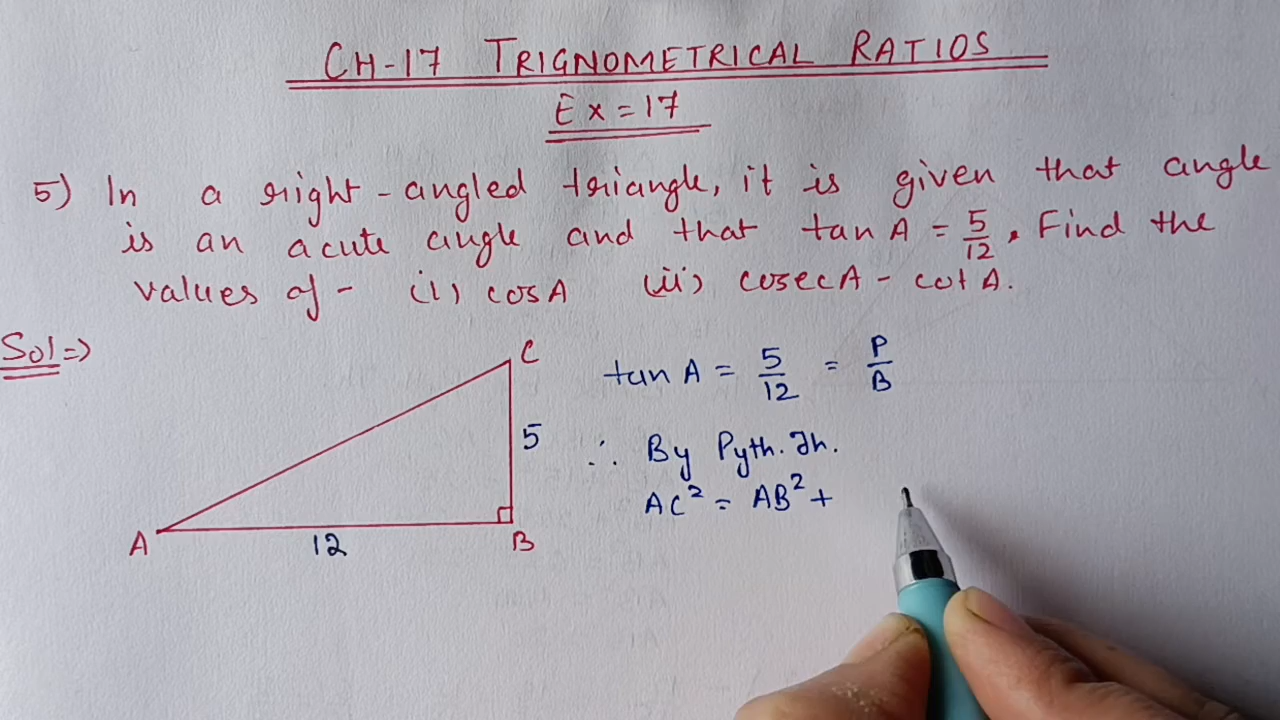 CH-17 TRIGNOMETRICAL RATIOS
Ex = 17
5) In a right-angled triangle, it is given that angle
is an acute angle and that tan A = 5/12, Find the
values of - (i) cos A (ii) cosec A - cot A.
Sol =>
C
tan A = 5/12 = P/B
5
∴ By Pyth. Th.
AC² = AB² +
A 12 B